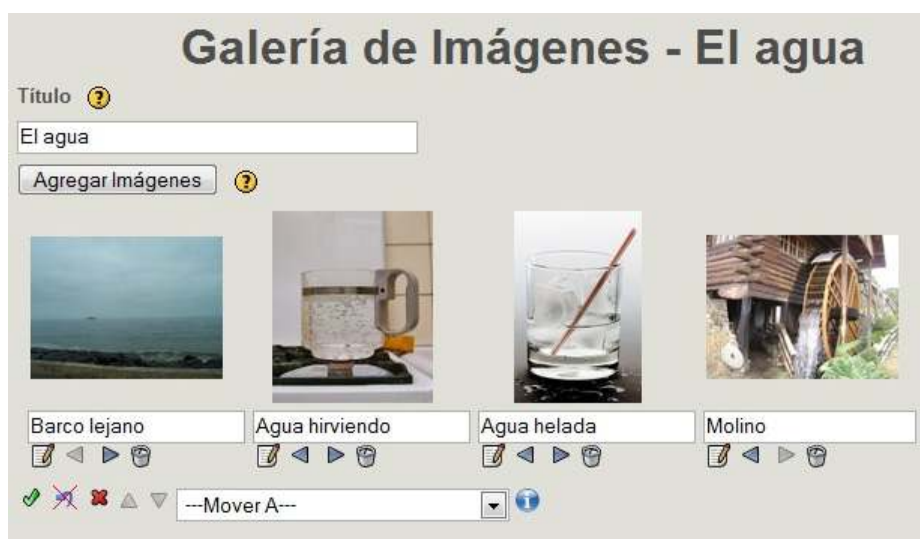 Galería de Imágenes - El agua
Título
El agua
Agregar Imágenes
Barco lejano
Agua hirviendo
Agua helada
Molino
---Mover A---